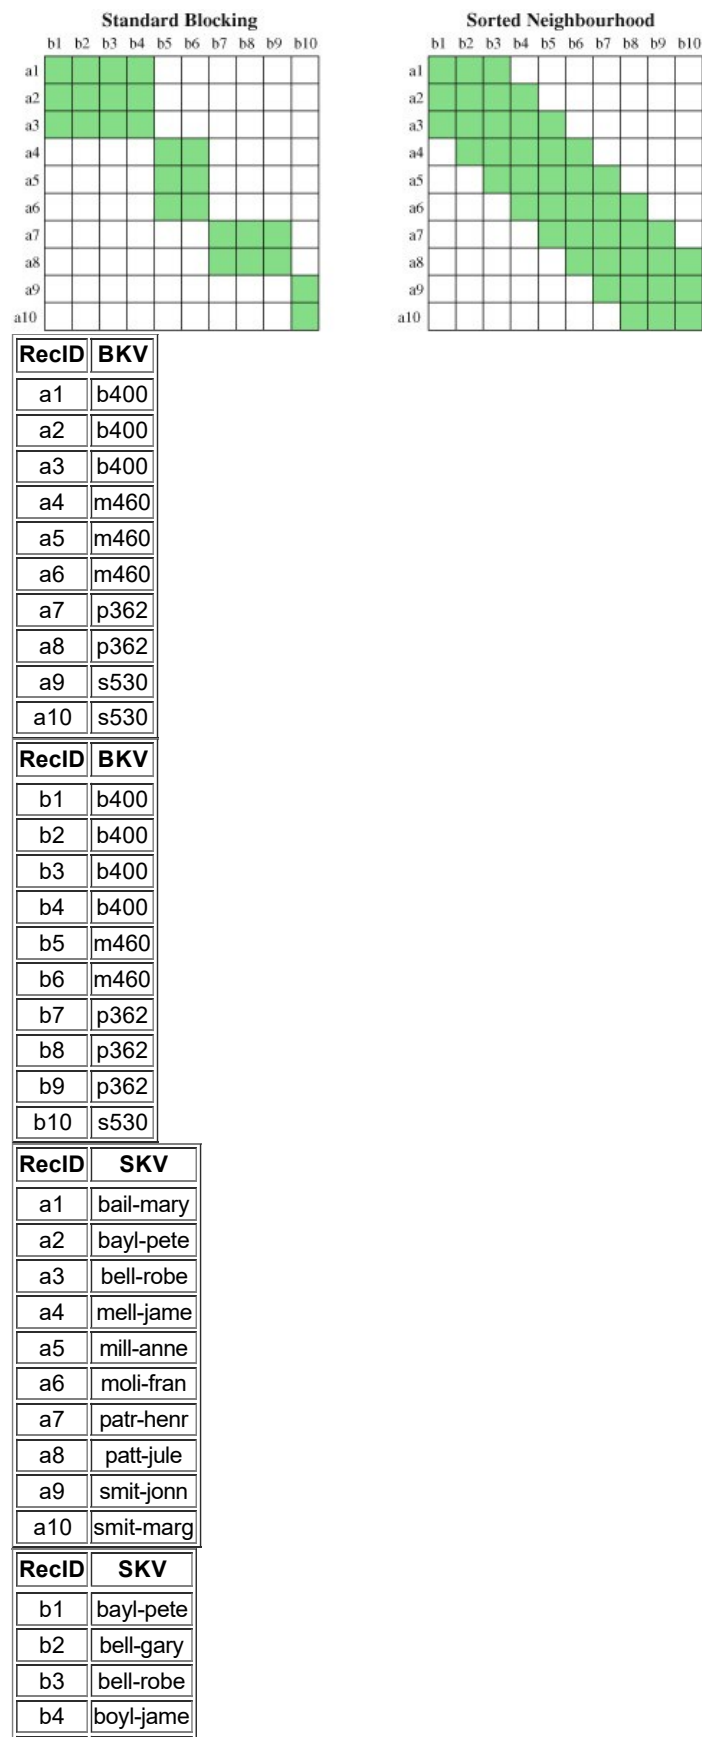 Standard Blocking
b1 b2 b3 b4 b5 b6 b7 b8 b9 b10
a1
a2
a3
a4
a5
a6
a7
a8
a9
a10
Sorted Neighbourhood
b1 b2 b3 b4 b5 b6 b7 b8 b9 b10
a1
a2
a3
a4
a5
a6
a7
a8
a9
a10
RecID BKV
a1 b400
a2 b400
a3 b400
a4 m460
a5 m460
a6 m460
a7 p362
a8 p362
a9 s530
a10 s530
RecID BKV
b1 b400
b2 b400
b3 b400
b4 b400
b5 m460
b6 m460
b7 p362
b8 p362
b9 p362
b10 s530
RecID SKV
a1 bail-mary
a2 bayl-pete
a3 bell-robe
a4 mell-jame
a5 mill-anne
a6 moli-fran
a7 patr-henr
a8 patt-jule
a9 smit-jonn
a10 smit-marg
RecID SKV
b1 bayl-pete
b2 bell-gary
b3 bell-robe
b4 boyl-jame